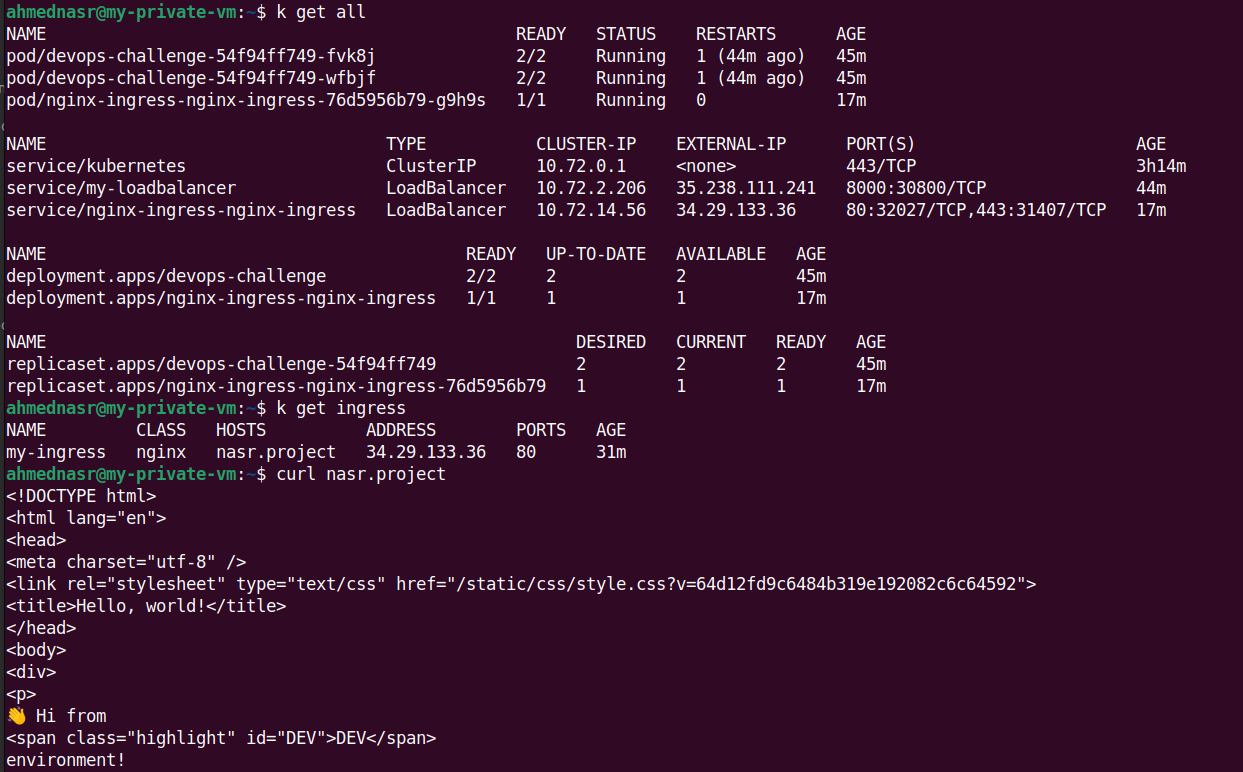 ahmednasr@my-private-vm:~$ k get all
NAME READY STATUS RESTARTS AGE
pod/devops-challenge-54f94ff749-fvk8j 2/2 Running 1 (44m ago) 45m
pod/devops-challenge-54f94ff749-wfbjf 2/2 Running 1 (44m ago) 45m
pod/nginx-ingress-nginx-ingress-76d5956b79-g9h9s 1/1 Running 0 17m
NAME TYPE CLUSTER-IP EXTERNAL-IP PORT(S) AGE
service/kubernetes ClusterIP 10.72.0.1 <none> 443/TCP 3h14m
service/my-loadbalancer LoadBalancer 10.72.2.206 35.238.111.241 8000:30800/TCP 44m
service/nginx-ingress-nginx-ingress LoadBalancer 10.72.14.56 34.29.133.36 80:32027/TCP,443:31407/TCP 17m
NAME READY UP-TO-DATE AVAILABLE AGE
deployment.apps/devops-challenge 2/2 2 2 45m
deployment.apps/nginx-ingress-nginx-ingress 1/1 1 1 17m
NAME DESIRED CURRENT READY AGE
replicaset.apps/devops-challenge-54f94ff749 2 2 2 45m
replicaset.apps/nginx-ingress-nginx-ingress-76d5956b79 1 1 1 17m
ahmednasr@my-private-vm:~$ k get ingress
NAME CLASS HOSTS ADDRESS PORTS AGE
my-ingress nginx nasr.project 34.29.133.36 80 31m
ahmednasr@my-private-vm:~$ curl nasr.project
<!DOCTYPE html>
<html lang="en">
<head>
<meta charset="utf-8" />
<link rel="stylesheet" type="text/css" href="/static/css/style.css?v=64d12fd9c6484b319e192082c6c64592">
<title>Hello, world!</title>
</head>
<body>
<div>
<p>
👋 Hi from
<span class="highlight" id="DEV">DEV</span>
environment!